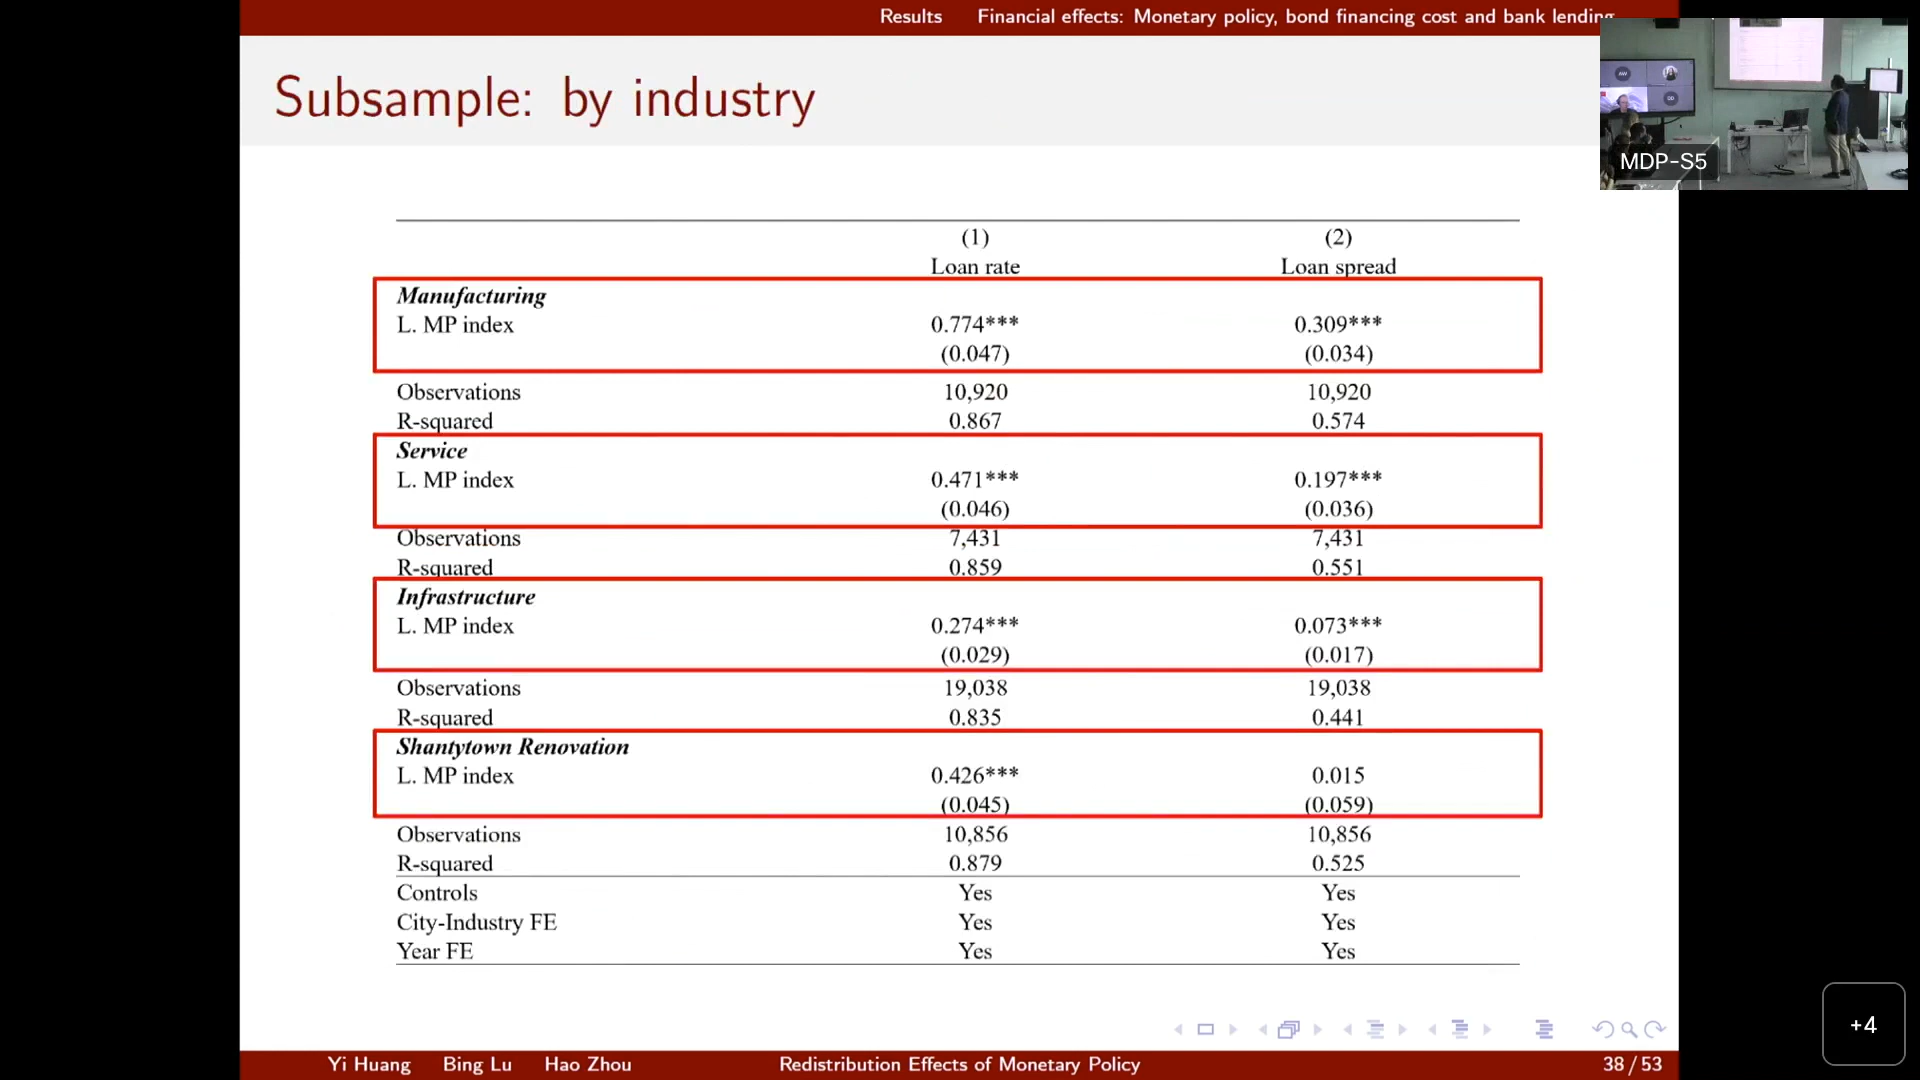 Results Financial effects: Monetary policy, bond financing cost and bank lending
Subsample: by industry
MDP-S5
(1) (2)
Loan rate Loan spread
Manufacturing
L. MP index 0.774*** 0.309***
(0.047) (0.034)
Observations 10,920 10,920
R-squared 0.867 0.574
Service
L. MP index 0.471*** 0.197***
(0.046) (0.036)
Observations 7,431 7,431
R-squared 0.859 0.551
Infrastructure
L. MP index 0.274*** 0.073***
(0.029) (0.017)
Observations 19,038 19,038
R-squared 0.835 0.441
Shantytown Renovation
L. MP index 0.426*** 0.015
(0.045) (0.059)
Observations 10,856 10,856
R-squared 0.879 0.525
Controls Yes Yes
City-Industry FE Yes Yes
Year FE Yes Yes
+4
Yi Huang Bing Lu Hao Zhou Redistribution Effects of Monetary Policy 38 / 53